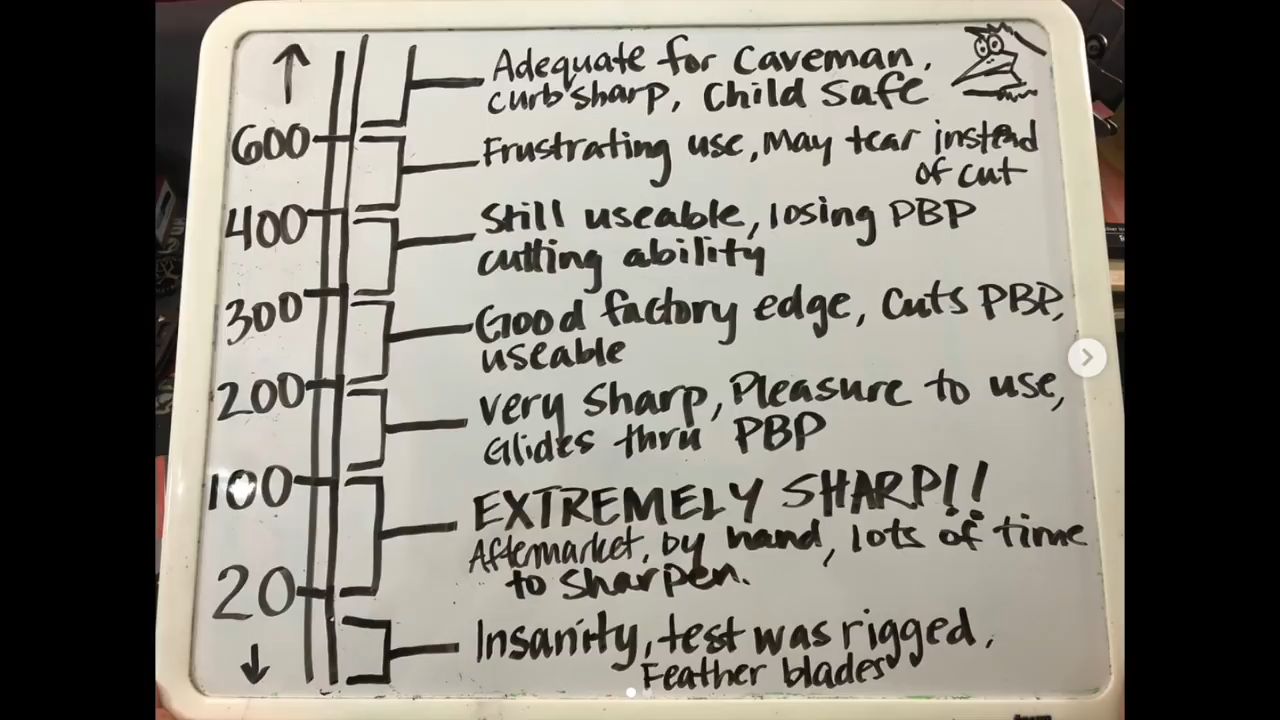 Adequate for Caveman,
curb sharp, Child safe
600
Frustrating use, May tear instead
of cut
400
Still useable, losing PBP
cutting ability
300
Good factory edge, Cuts PBP,
useable
200
very sharp, Pleasure to use,
Glides thru PBP
100
EXTREMELY SHARP!!
Aftermarket, by hand, lots of time
to sharpen.
20
Insanity, test was rigged,
Feather blades